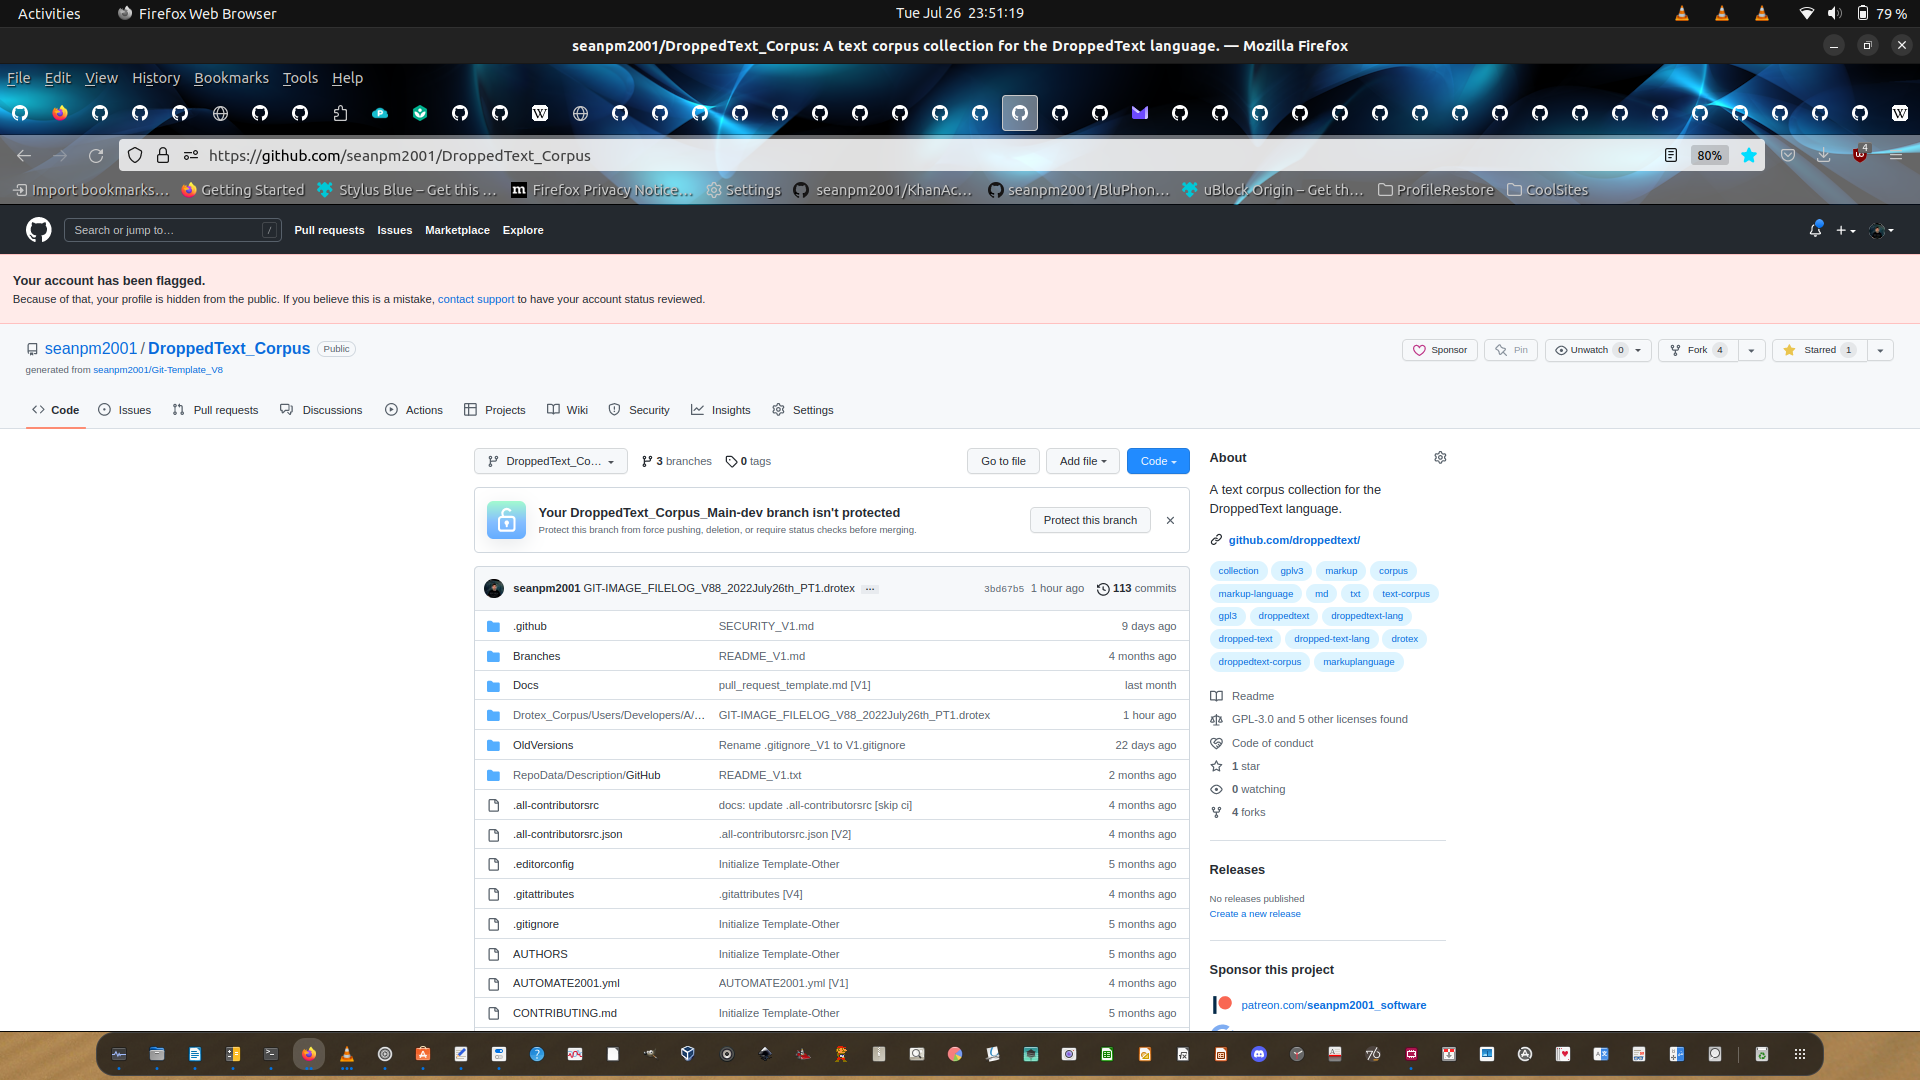 Activities
Firefox Web Browser
Tue Jul 26 23:51:19
79 %
seanpm2001/DroppedText_Corpus: A text corpus collection for the DroppedText language. — Mozilla Firefox
File Edit View History Bookmarks Tools Help
https://github.com/seanpm2001/DroppedText_Corpus
80%
4
Import bookmarks…
Getting Started
Stylus Blue – Get this …
Firefox Privacy Notice…
Settings
seanpm2001/KhanAc…
seanpm2001/BluPhon…
uBlock Origin – Get th…
ProfileRestore
CoolSites
Search or jump to…
/
Pull requests Issues Marketplace Explore
Your account has been flagged.
Because of that, your profile is hidden from the public. If you believe this is a mistake, contact support to have your account status reviewed.
seanpm2001 / DroppedText_Corpus Public
generated from seanpm2001/Git-Template_V8
Sponsor
Pin
Unwatch 0
Fork 4
Starred 1
Code
Issues
Pull requests
Discussions
Actions
Projects
Wiki
Security
Insights
Settings
DroppedText_Co…
3 branches
0 tags
Go to file
Add file
Code
Your DroppedText_Corpus_Main-dev branch isn't protected
Protect this branch from force pushing, deletion, or require status checks before merging.
Protect this branch
seanpm2001 GIT-IMAGE_FILELOG_V88_2022July26th_PT1.drotex … 3bd67b5 1 hour ago 113 commits
.github SECURITY_V1.md 9 days ago
Branches README_V1.md 4 months ago
Docs pull_request_template.md [V1] last month
Drotex_Corpus/Users/Developers/A/… GIT-IMAGE_FILELOG_V88_2022July26th_PT1.drotex 1 hour ago
OldVersions Rename .gitignore_V1 to V1.gitignore 22 days ago
RepoData/Description/GitHub README_V1.txt 2 months ago
.all-contributorsrc docs: update .all-contributorsrc [skip ci] 4 months ago
.all-contributorsrc.json .all-contributorsrc.json [V2] 4 months ago
.editorconfig Initialize Template-Other 5 months ago
.gitattributes .gitattributes [V4] 4 months ago
.gitignore Initialize Template-Other 5 months ago
AUTHORS Initialize Template-Other 5 months ago
AUTOMATE2001.yml AUTOMATE2001.yml [V1] 4 months ago
CONTRIBUTING.md Initialize Template-Other 5 months ago
About
A text corpus collection for the
DroppedText language.
github.com/droppedtext/
collection gplv3 markup corpus
markup-language md txt text-corpus
gpl3 droppedtext droppedtext-lang
dropped-text dropped-text-lang drotex
droppedtext-corpus markuplanguage
Readme
GPL-3.0 and 5 other licenses found
Code of conduct
1 star
0 watching
4 forks
Releases
No releases published
Create a new release
Sponsor this project
patreon.com/seanpm2001_software